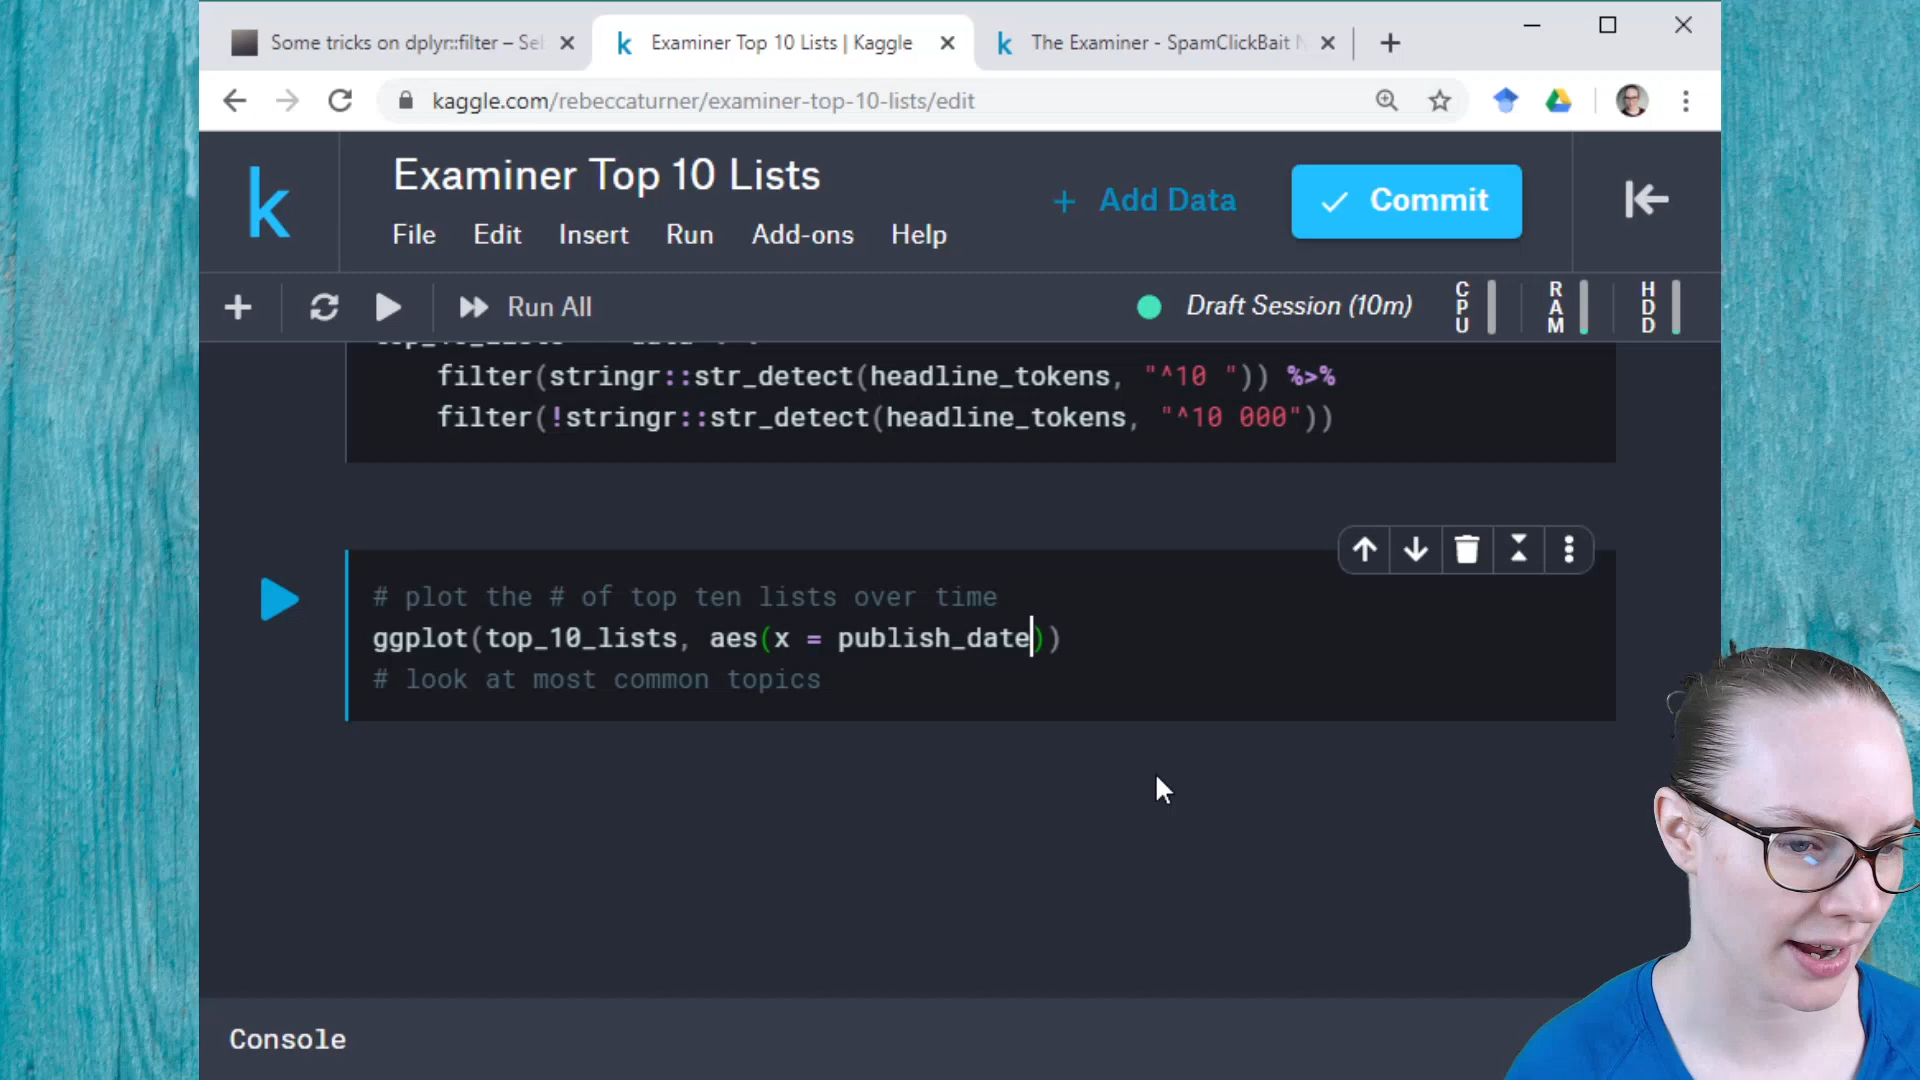 Some tricks on dplyr::filter – Sel
Examiner Top 10 Lists | Kaggle
The Examiner - SpamClickBait
kaggle.com/rebeccaturner/examiner-top-10-lists/edit
k
Examiner Top 10 Lists
+ Add Data
Commit
File Edit Insert Run Add-ons Help
Run All
Draft Session (10m)
CPU
RAM
HDD
filter(stringr::str_detect(headline_tokens, "^10 ")) %>%
filter(!stringr::str_detect(headline_tokens, "^10 000"))
# plot the # of top ten lists over time
ggplot(top_10_lists, aes(x = publish_date))
# look at most common topics
Console